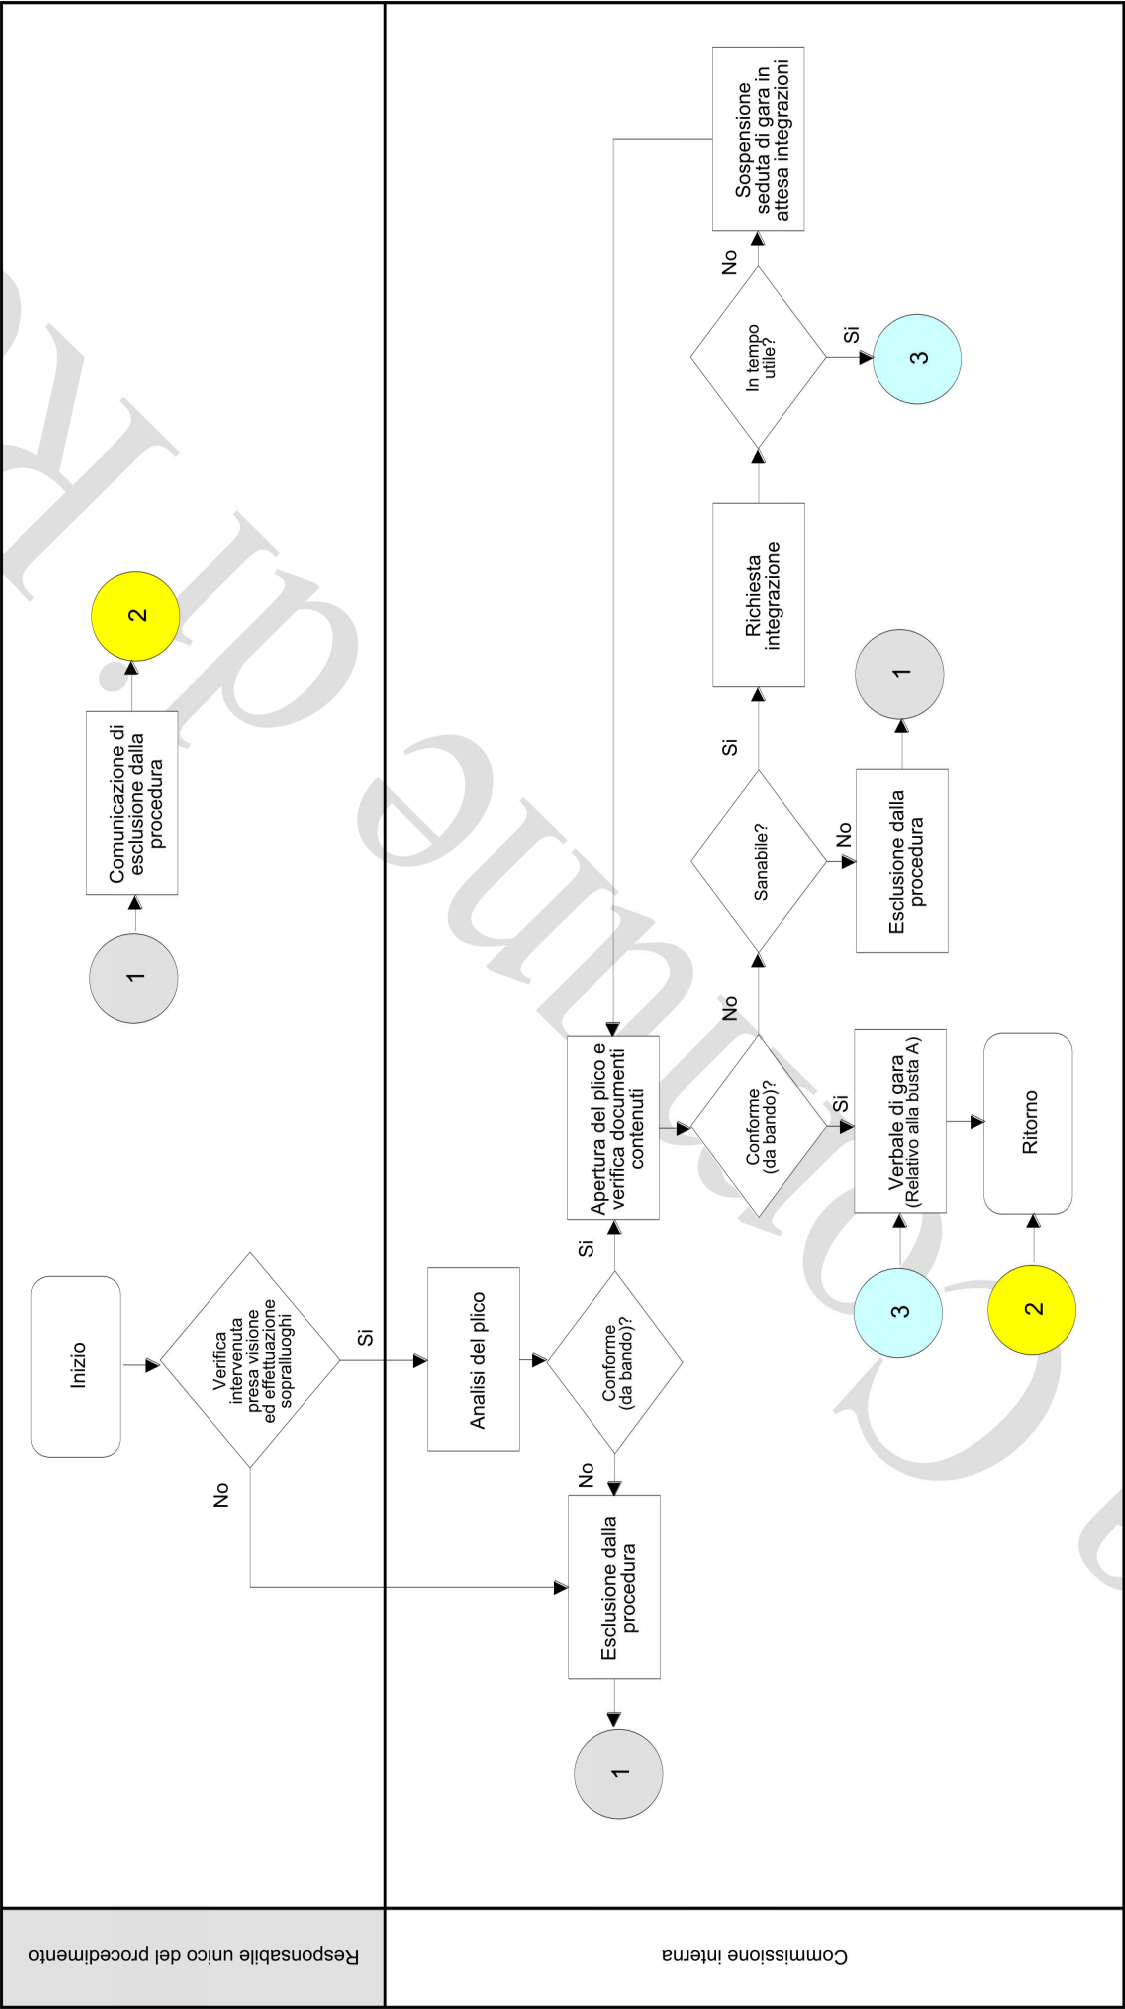 Responsabile unico del procedimento
Inizio
Verifica
intervenuta
presa visione
ed effettuazione
sopralluoghi
No
Si
1
Comunicazione di
esclusione dalla
procedura
2
Commissione interna
Analisi del plico
Conforme
(da bando)?
No
Si
Esclusione dalla
procedura
1
Apertura del plico e
verifica documenti
contenuti
Conforme
(da bando)?
No
Si
Sanabile?
Si
No
Richiesta
integrazione
In tempo
utile?
No
Si
Sospensione
seduta di gara in
attesa integrazioni
3
Esclusione dalla
procedura
1
3
Verbale di gara
(Relativo alla busta A)
2
Ritorno
Comune di